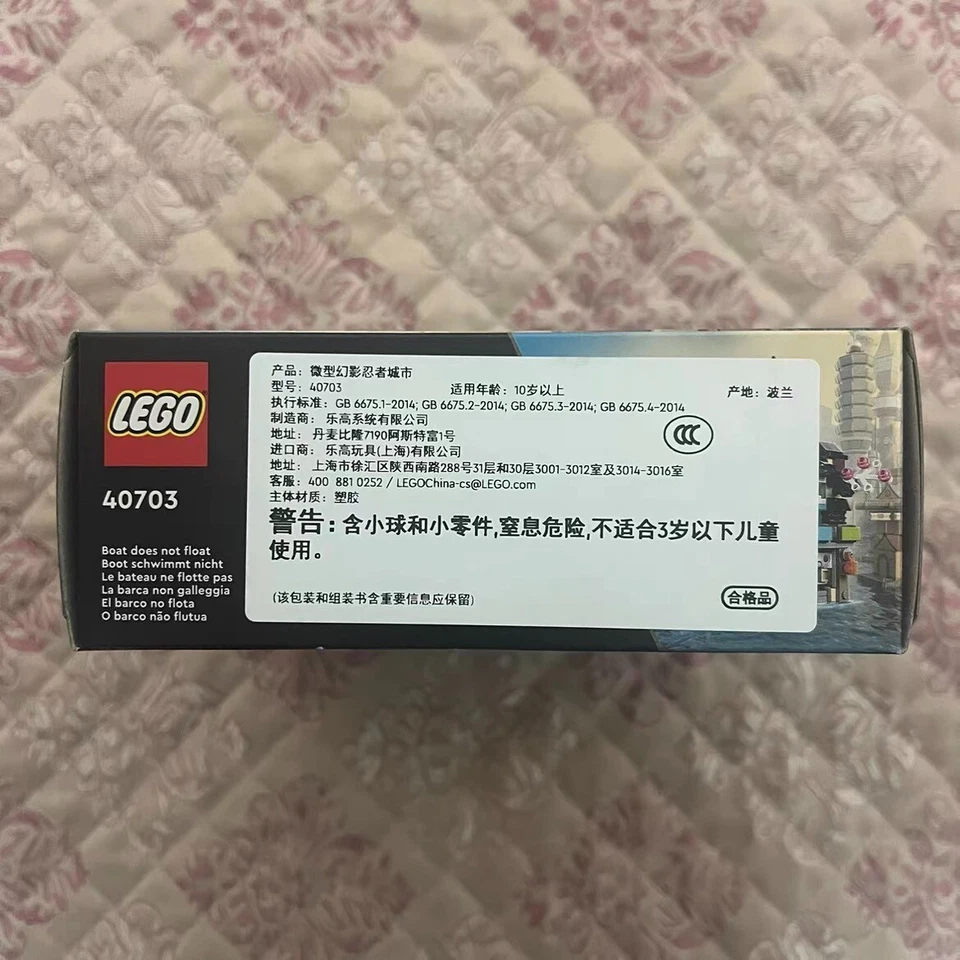 LEGO
40703
Boat does not float
Boot schwimmt nicht
Le bateau ne flotte pas
La barca non galleggia
El barco no flota
O barco não flutua
产品：微型幻影忍者城市
型号：40703 适用年龄：10岁以上 产地：波兰
执行标准：GB 6675.1-2014; GB 6675.2-2014; GB 6675.3-2014; GB 6675.4-2014
制造商：乐高系统有限公司
地址：丹麦比隆7190阿斯特富1号
进口商：乐高玩具(上海)有限公司
地址：上海市徐汇区陕西南路288号31层和30层3001-3012室及3014-3016室
客服：400 881 0252 / LEGOChina-cs@LEGO.com
主体材质：塑胶
警告：含小球和小零件,窒息危险,不适合3岁以下儿童
使用。
(该包装和组装书含重要信息应保留)
合格品
CCC